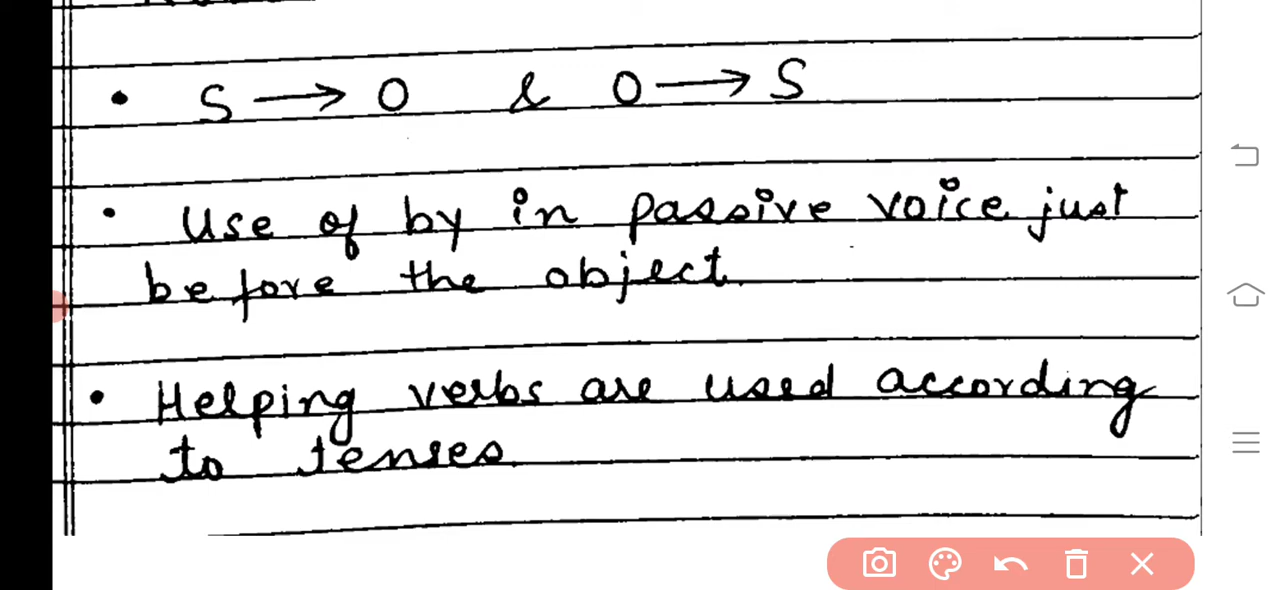 • S → O & O → S
• Use of by in passive voice just
before the object.
• Helping verbs are used according
to tenses.